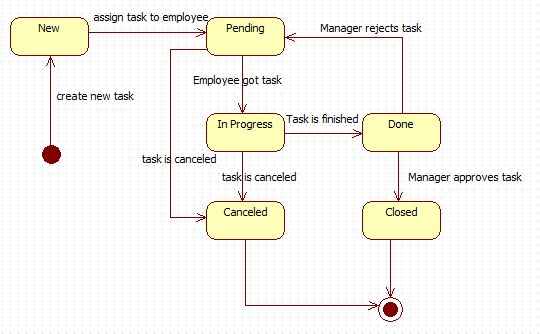 assign task to employee
New
Pending
Manager rejects task
Employee got task
create new task
In Progress
Task is finished
Done
task is canceled
task is canceled
Manager approves task
Canceled
Closed